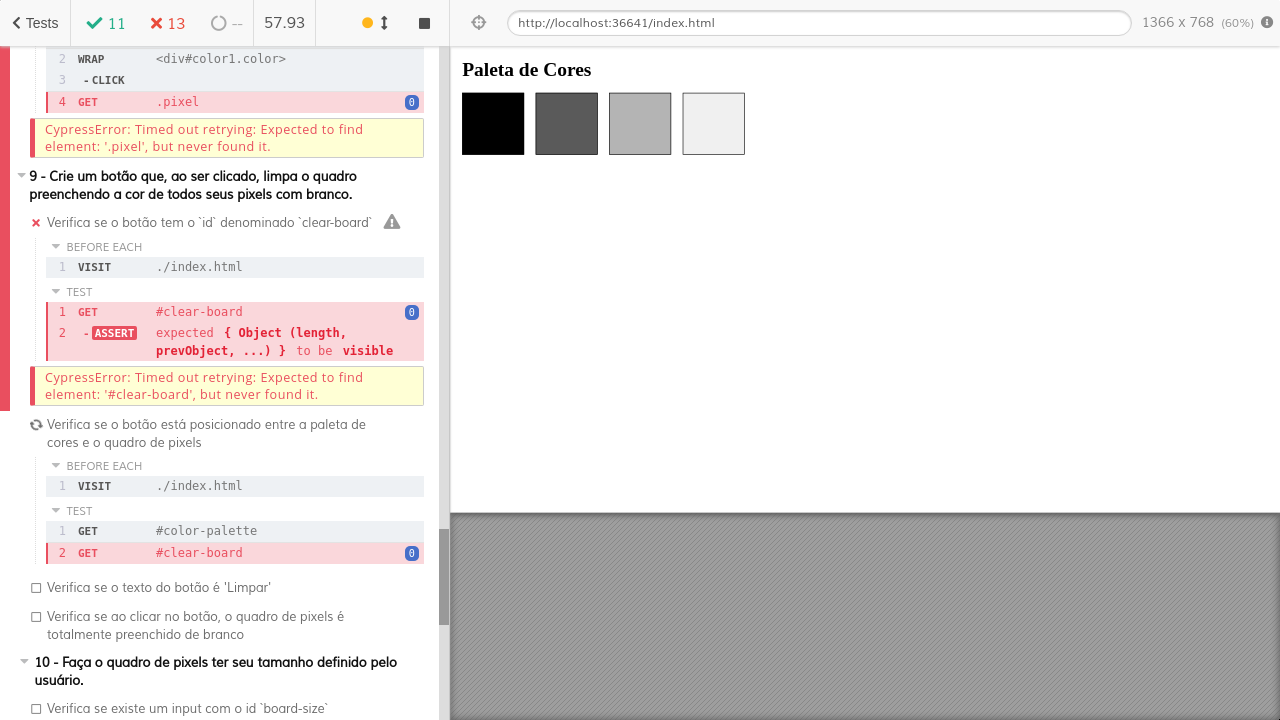 Tests 11 13 -- 57.93
http://localhost:36641/index.html 1366 x 768 (60%)
2 WRAP <div#color1.color>
3 -CLICK
4 GET .pixel 0
CypressError: Timed out retrying: Expected to find
element: '.pixel', but never found it.
9 - Crie um botão que, ao ser clicado, limpa o quadro
preenchendo a cor de todos seus pixels com branco.
Verifica se o botão tem o `id` denominado `clear-board`
BEFORE EACH
1 VISIT ./index.html
TEST
1 GET #clear-board 0
2 -ASSERT expected { Object (length,
prevObject, ...) } to be visible
CypressError: Timed out retrying: Expected to find
element: '#clear-board', but never found it.
Verifica se o botão está posicionado entre a paleta de
cores e o quadro de pixels
BEFORE EACH
1 VISIT ./index.html
TEST
1 GET #color-palette
2 GET #clear-board 0
Verifica se o texto do botão é 'Limpar'
Verifica se ao clicar no botão, o quadro de pixels é
totalmente preenchido de branco
10 - Faça o quadro de pixels ter seu tamanho definido pelo
usuário.
Verifica se existe um input com o id `board-size`
Paleta de Cores